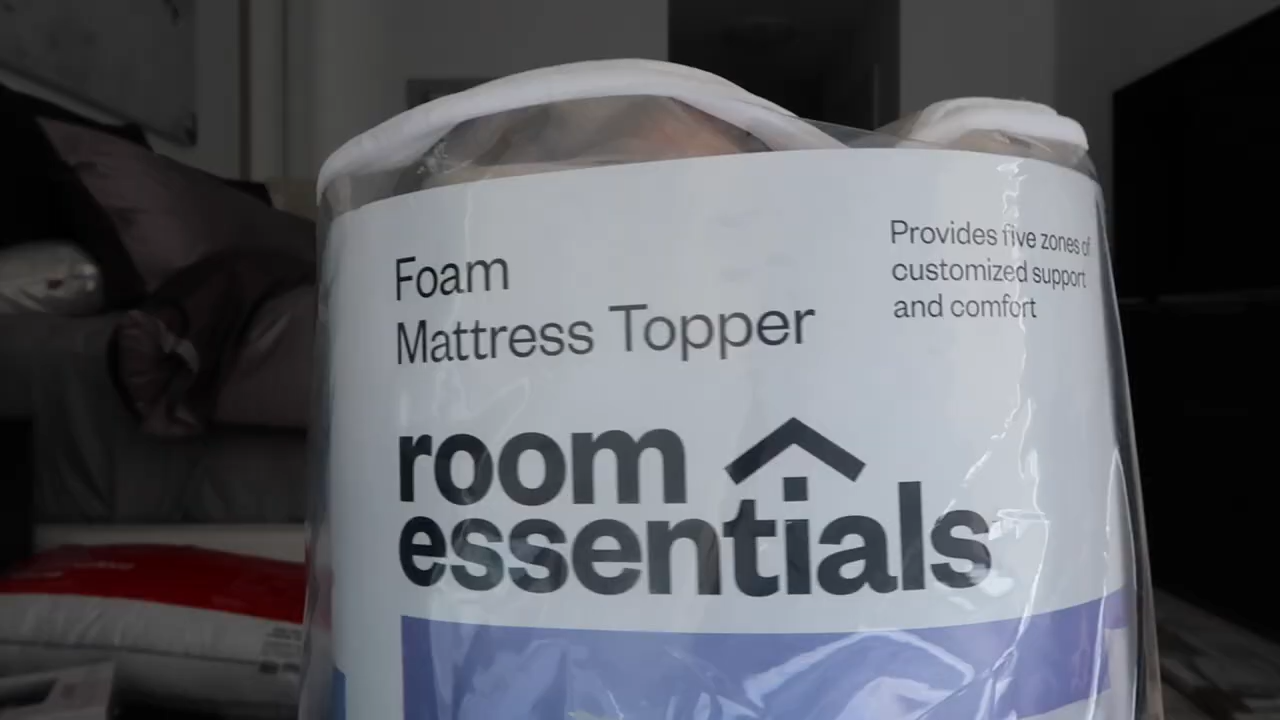 Foam
Mattress Topper
Provides five zones of
customized support
and comfort
room
essentials